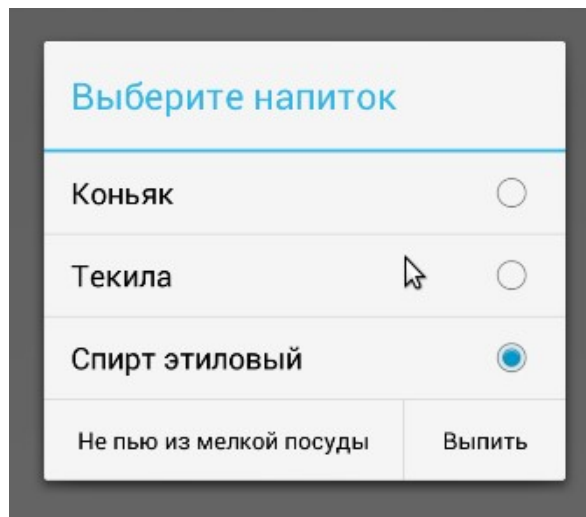 Выберите напиток
Коньяк
Текила
Спирт этиловый
Не пью из мелкой посуды
Выпить